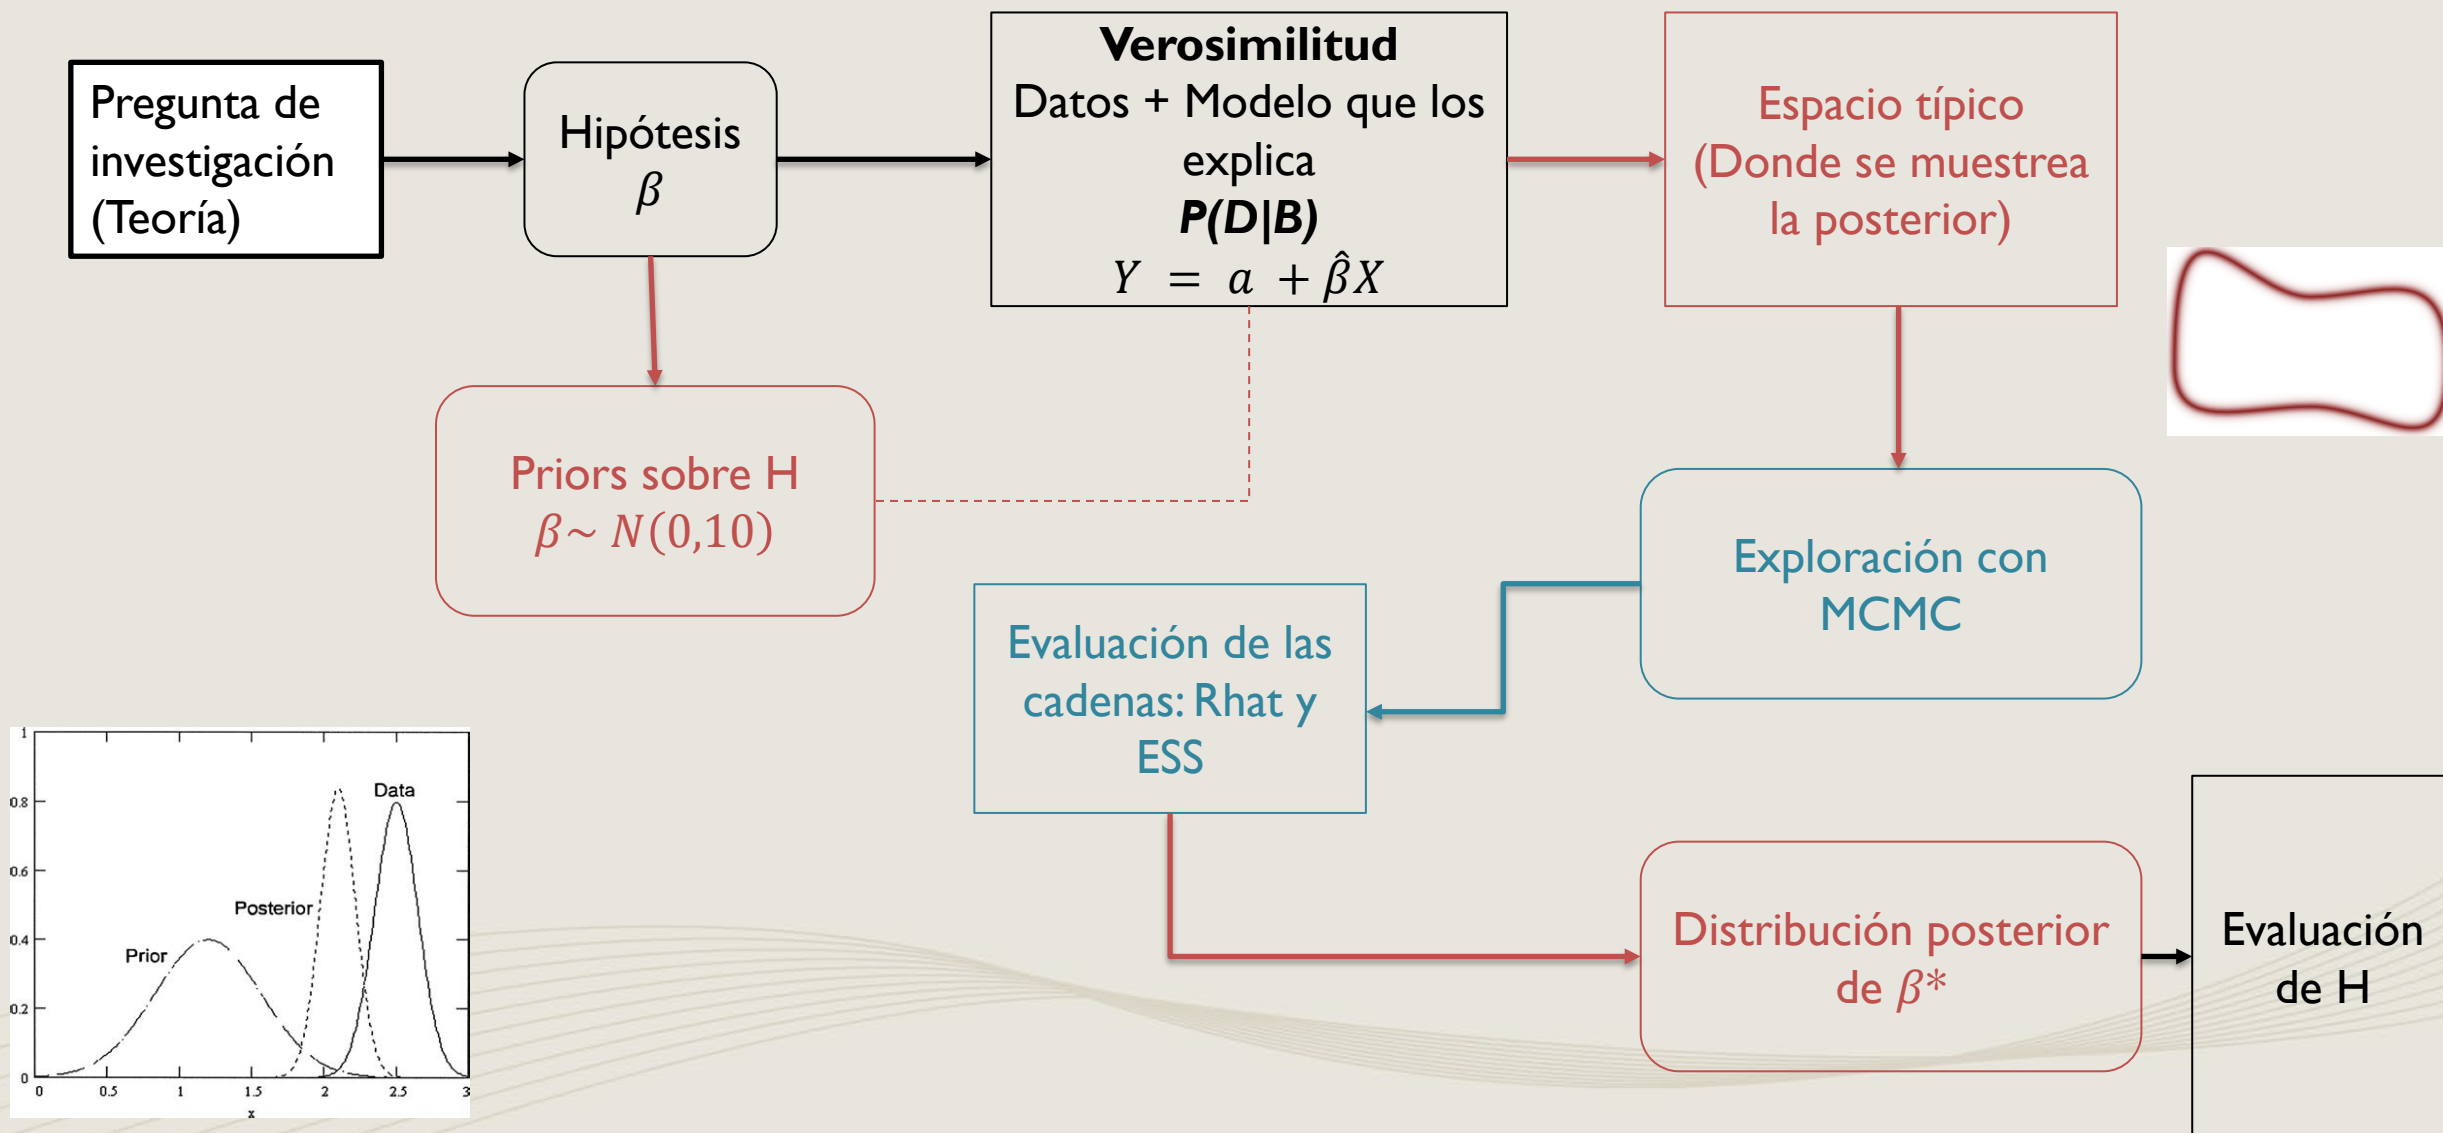 Pregunta de
investigación
(Teoría)
Hipótesis
β
Verosimilitud
Datos + Modelo que los
explica
P(D|B)
Y = a + β̂X
Espacio típico
(Donde se muestrea
la posterior)
Priors sobre H
β~ N(0,10)
Exploración con
MCMC
Evaluación de las
cadenas: Rhat y
ESS
Distribución posterior
de β*
Evaluación
de H
1
0.8
0.6
0.4
0.2
0
Data
Posterior
Prior
0 0.5 1 1.5 2 2.5 3
x